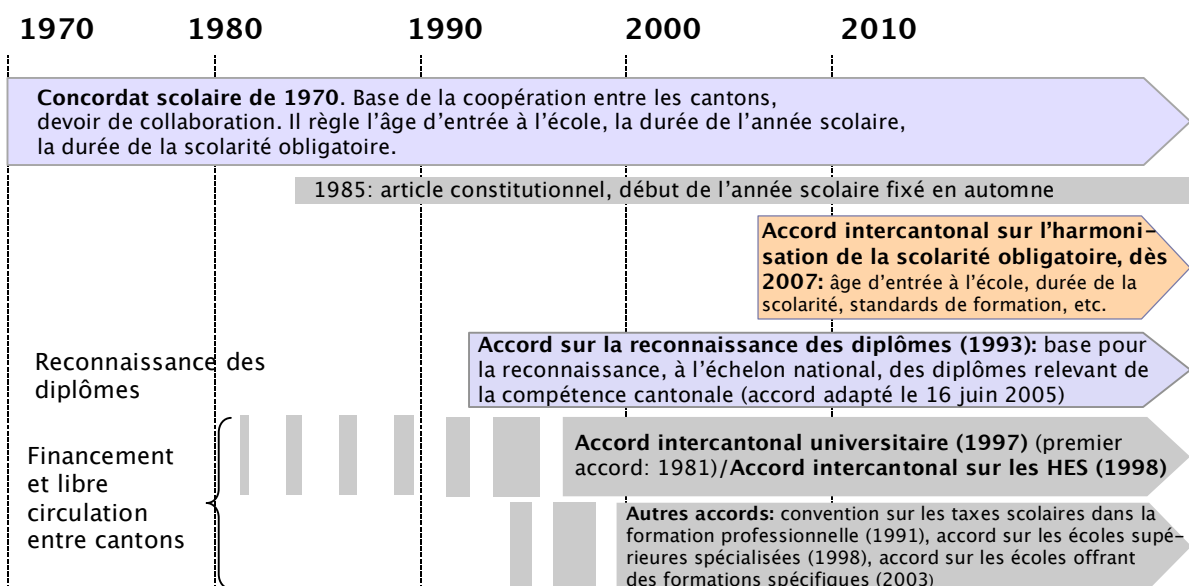 1970 1980 1990 2000 2010
Concordat scolaire de 1970. Base de la coopération entre les cantons,
devoir de collaboration. Il règle l’âge d’entrée à l’école, la durée de l’année scolaire,
la durée de la scolarité obligatoire.
1985: article constitutionnel, début de l’année scolaire fixé en automne
Accord intercantonal sur l’harmoni-
sation de la scolarité obligatoire, dès
2007: âge d’entrée à l’école, durée de la
scolarité, standards de formation, etc.
Reconnaissance des
diplômes
Accord sur la reconnaissance des diplômes (1993): base pour
la reconnaissance, à l’échelon national, des diplômes relevant de
la compétence cantonale (accord adapté le 16 juin 2005)
Financement
et libre
circulation
entre cantons
Accord intercantonal universitaire (1997) (premier
accord: 1981)/Accord intercantonal sur les HES (1998)
Autres accords: convention sur les taxes scolaires dans la
formation professionnelle (1991), accord sur les écoles supé-
rieures spécialisées (1998), accord sur les écoles offrant
des formations spécifiques (2003)